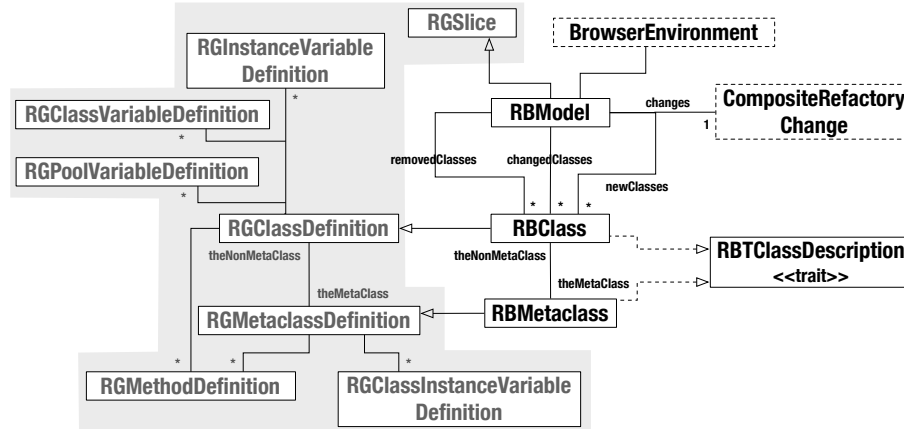 RGSlice
BrowserEnvironment
RGInstanceVariable
Definition
*
RGClassVariableDefinition
*
RBModel
changes
1
CompositeRefactory
Change
removedClasses
changedClasses
newClasses
RGPoolVariableDefinition
*
* * *
RGClassDefinition
RBClass
RBTClassDescription
<<trait>>
theNonMetaClass
theNonMetaClass
theMetaClass
theMetaClass
RGMetaclassDefinition
RBMetaclass
* * *
RGMethodDefinition
RGClassInstanceVariable
Definition